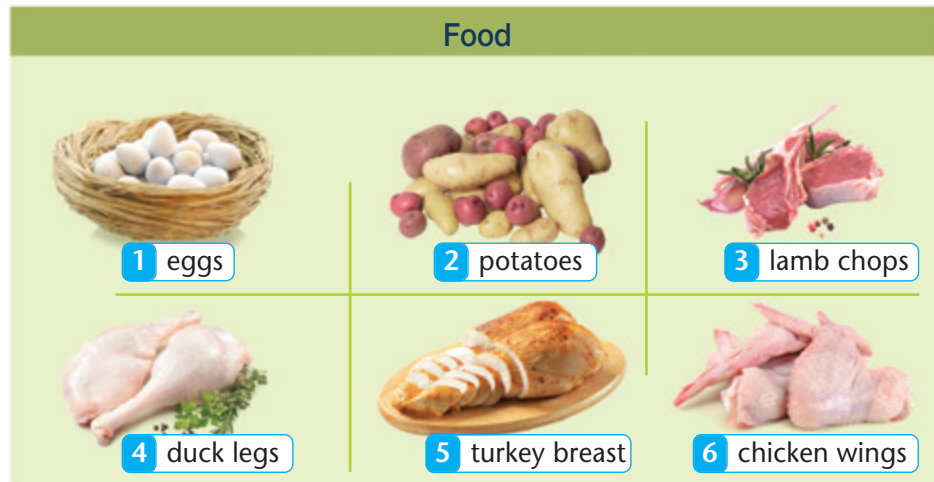 Food
1 eggs
2 potatoes
3 lamb chops
4 duck legs
5 turkey breast
6 chicken wings